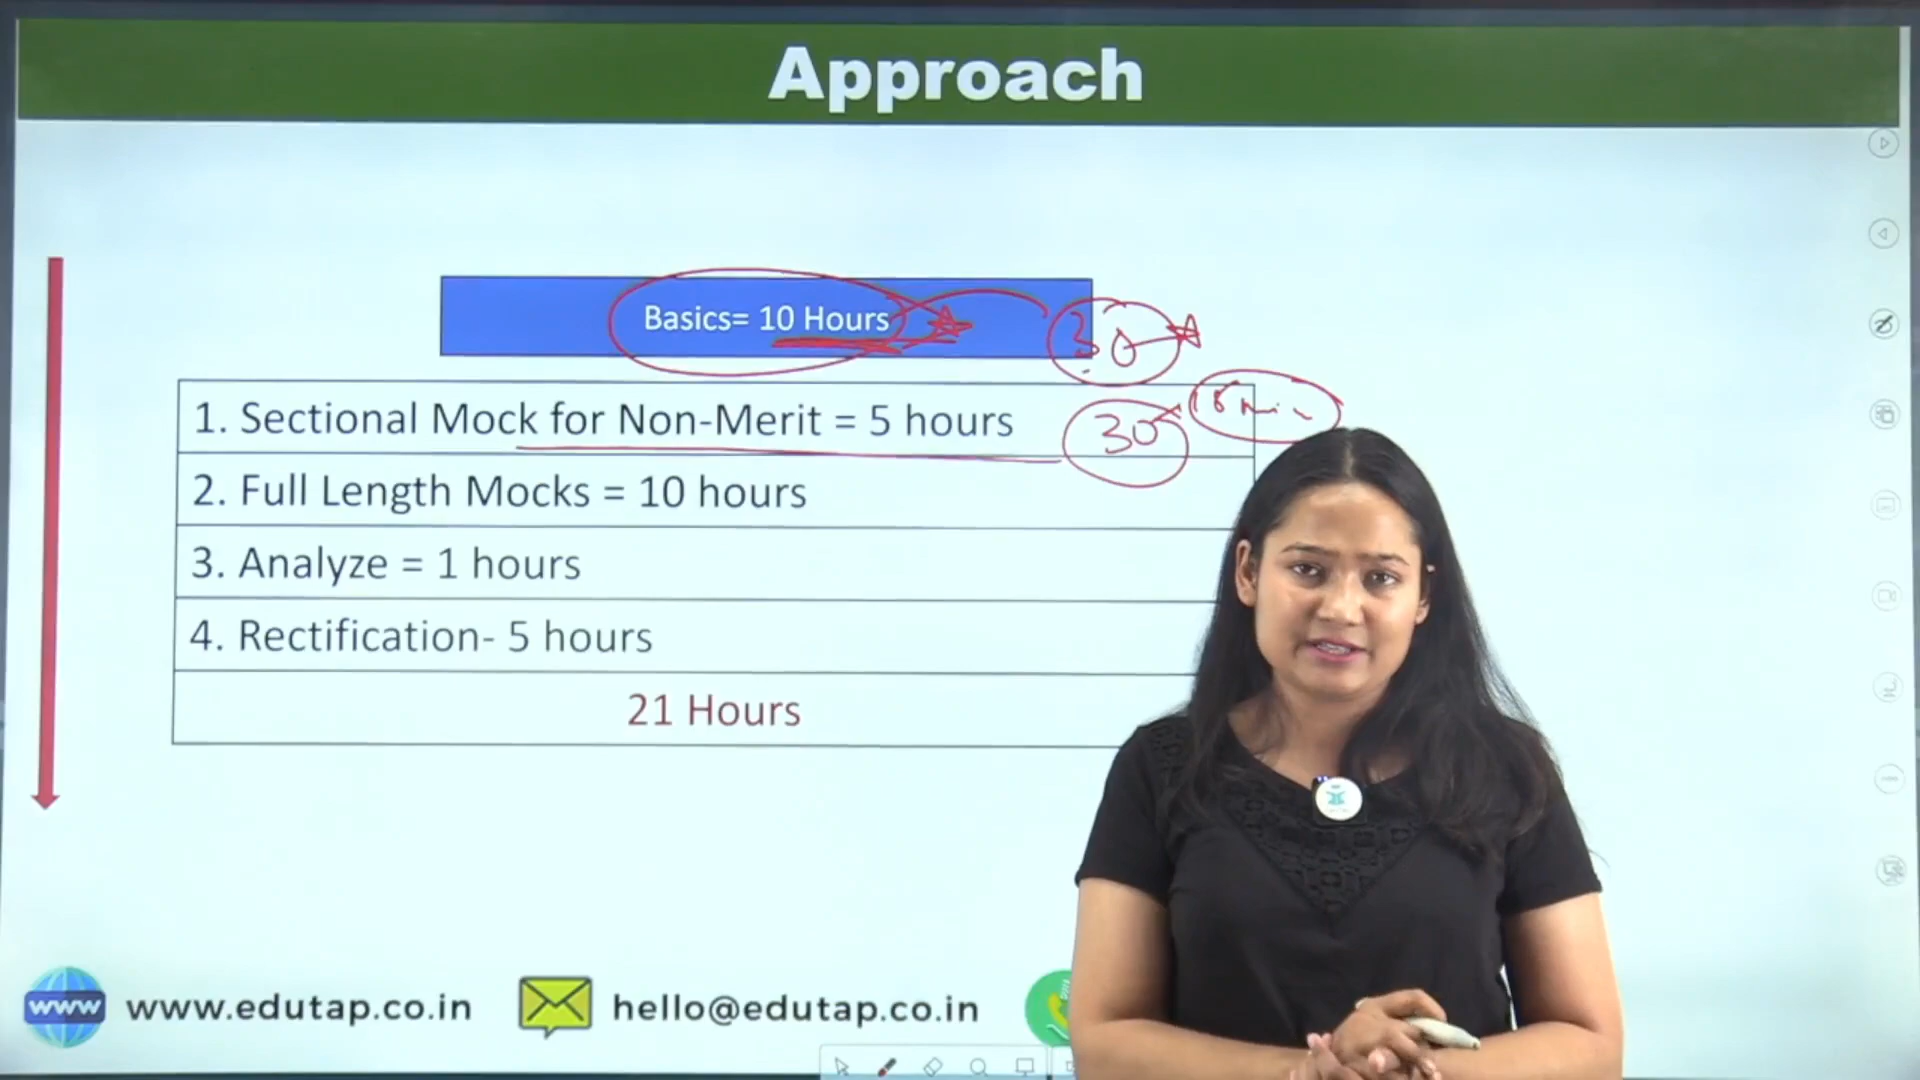 Approach
Basics= 10 Hours
30
1. Sectional Mock for Non-Merit = 5 hours
30
2. Full Length Mocks = 10 hours
3. Analyze = 1 hours
4. Rectification- 5 hours
21 Hours
www
www.edutap.co.in
hello@edutap.co.in